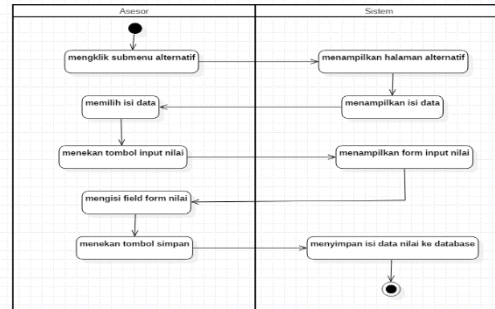 Asesor
Sistem
mengklik submenu alternatif
menampilkan halaman alternatif
memilih isi data
menampilkan isi data
menekan tombol input nilai
menampilkan form input nilai
mengisi field form nilai
menekan tombol simpan
menyimpan isi data nilai ke database